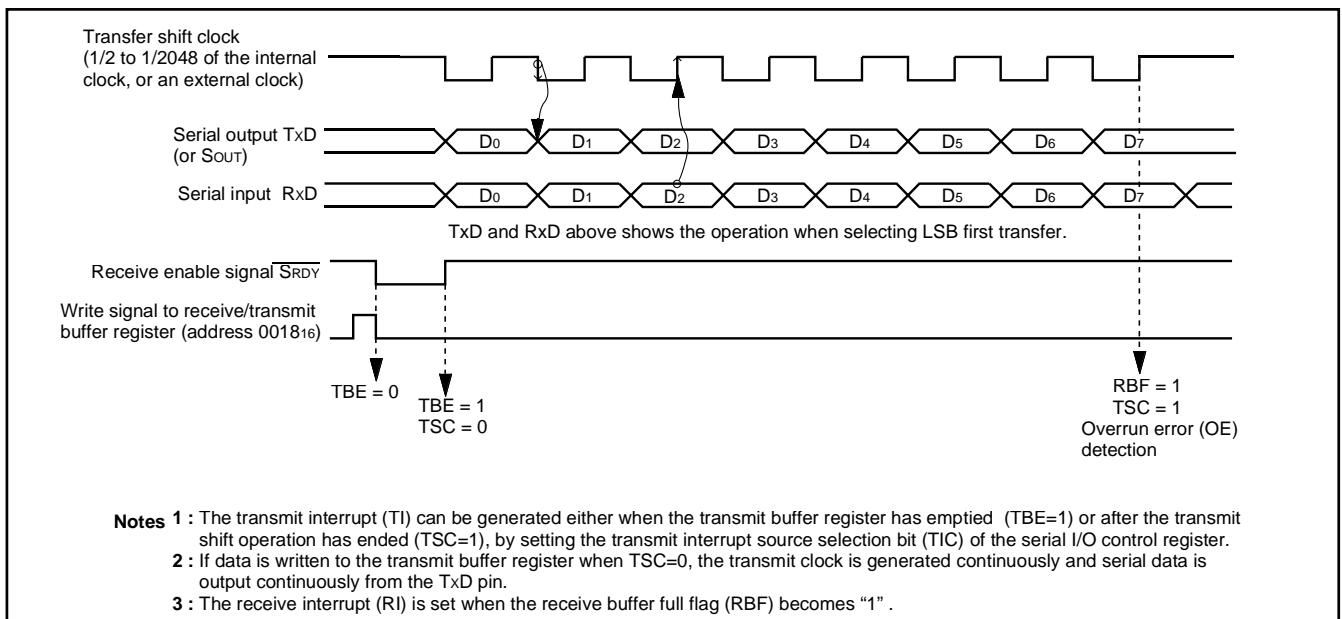 Transfer shift clock
(1/2 to 1/2048 of the internal
clock, or an external clock)
Serial output TxD
(or SOUT)
D0 D1 D2 D3 D4 D5 D6 D7
Serial input RxD
D0 D1 D2 D3 D4 D5 D6 D7
TxD and RxD above shows the operation when selecting LSB first transfer.
Receive enable signal SRDY
Write signal to receive/transmit
buffer register (address 001816)
TBE = 0
TBE = 1
TSC = 0
RBF = 1
TSC = 1
Overrun error (OE)
detection
Notes 1 : The transmit interrupt (TI) can be generated either when the transmit buffer register has emptied (TBE=1) or after the transmit
shift operation has ended (TSC=1), by setting the transmit interrupt source selection bit (TIC) of the serial I/O control register.
2 : If data is written to the transmit buffer register when TSC=0, the transmit clock is generated continuously and serial data is
output continuously from the TxD pin.
3 : The receive interrupt (RI) is set when the receive buffer full flag (RBF) becomes “1” .